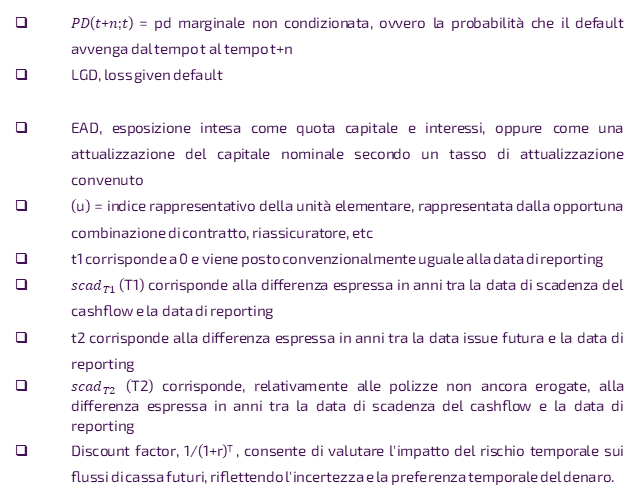 ❑ PD(t+n;t) = pd marginale non condizionata, ovvero la probabilità che il default
avvenga dal tempo t al tempo t+n
❑ LGD, loss given default
❑ EAD, esposizione intesa come quota capitale e interessi, oppure come una
attualizzazione del capitale nominale secondo un tasso di attualizzazione
convenuto
❑ (u) = indice rappresentativo della unità elementare, rappresentata dalla opportuna
combinazione di contratto, riassicuratore, etc
❑ t1 corrisponde a 0 e viene posto convenzionalmente uguale alla data di reporting
❑ scad_T1 (T1) corrisponde alla differenza espressa in anni tra la data di scadenza del
cashflow e la data di reporting
❑ t2 corrisponde alla differenza espressa in anni tra la data issue futura e la data di
reporting
❑ scad_T2 (T2) corrisponde, relativamente alle polizze non ancora erogate, alla
differenza espressa in anni tra la data di scadenza del cashflow e la data di
reporting
❑ Discount factor, 1/(1+r)ᵀ, consente di valutare l'impatto del rischio temporale sui
flussi di cassa futuri, riflettendo l'incertezza e la preferenza temporale del denaro.